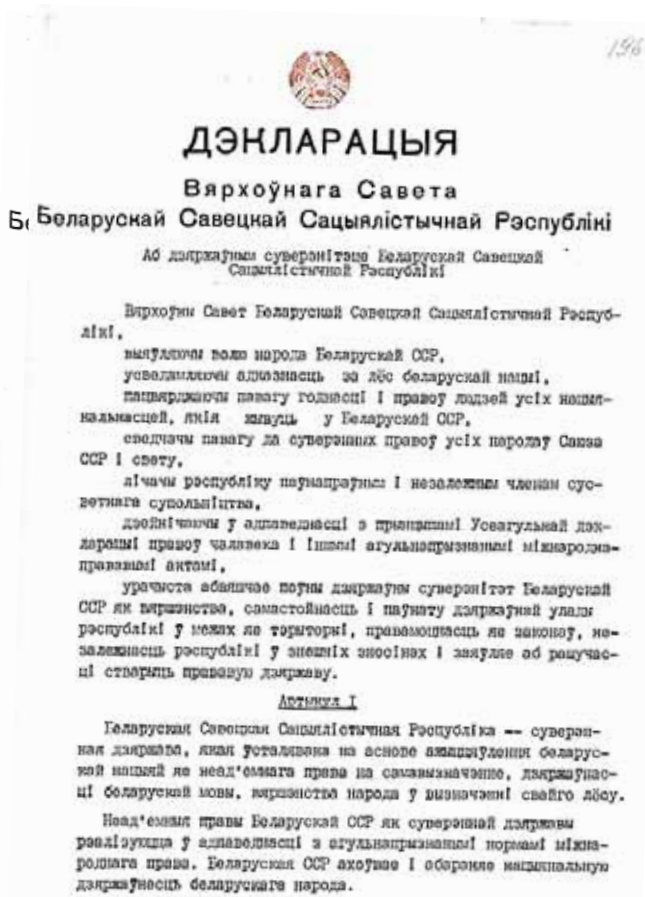 196
ДЭКЛАРАЦЫЯ
Вярхоўнага Савета
Бе Беларускай Савецкай Сацыялістычнай Рэспублікі
Аб дзяржаўным суверэнітэце Беларускай Савецкай
Сацыялістычнай Рэспублікі
Вярхоўны Савет Беларускай Савецкай Сацыялістычнай Рэспуб-
лікі,
выяўляючы волю народа Беларускай ССР,
усведамляючы адказнасць за лёс беларускай нацыі,
пацвярджаючы павагу годнасці і правоў людзей усіх нацыя-
нальнасцей, якія жывуць у Беларускай ССР,
сведчачы павагу да суверэнных правоў усіх народаў Саюза
ССР і свету,
лічачы рэспубліку паўнапраўным і незалежным членам сус-
ветнага супольніцтва,
дзейнічаючы ў адпаведнасці з прынцыпамі Усеагульнай дэк-
ларацыі правоў чалавека і іншымі агульнапрызнанымі міжнародна-
прававымі актамі,
урачыста абвяшчае поўны дзяржаўны суверэнітэт Беларускай
ССР як вяршэнства, самастойнасць і паўнату дзяржаўнай улады
рэспублікі ў межах яе тэрыторыі, правамоцнасць яе законаў, не-
залежнасць рэспублікі ў знешніх зносінах і заяўляе аб рашучас-
ці стварыць прававую дзяржаву.
Артыкул I
Беларуская Савецкая Сацыялістычная Рэспубліка — суверэн-
ная дзяржава, якая ўсталявана на аснове ажыццяўлення беларус-
кай нацыяй яе неад'емнага права на самавызначэнне, дзяржаўнас-
ці беларускай мовы, вяршэнства народа ў вызначэнні свайго лёсу.
Неад'емныя правы Беларускай ССР як суверэннай дзяржавы
рэалізуюцца ў адпаведнасці з агульнапрызнанымі нормамі міжна-
роднага права. Беларуская ССР ахоўвае і абараняе нацыянальную
дзяржаўнасць беларускага народа.